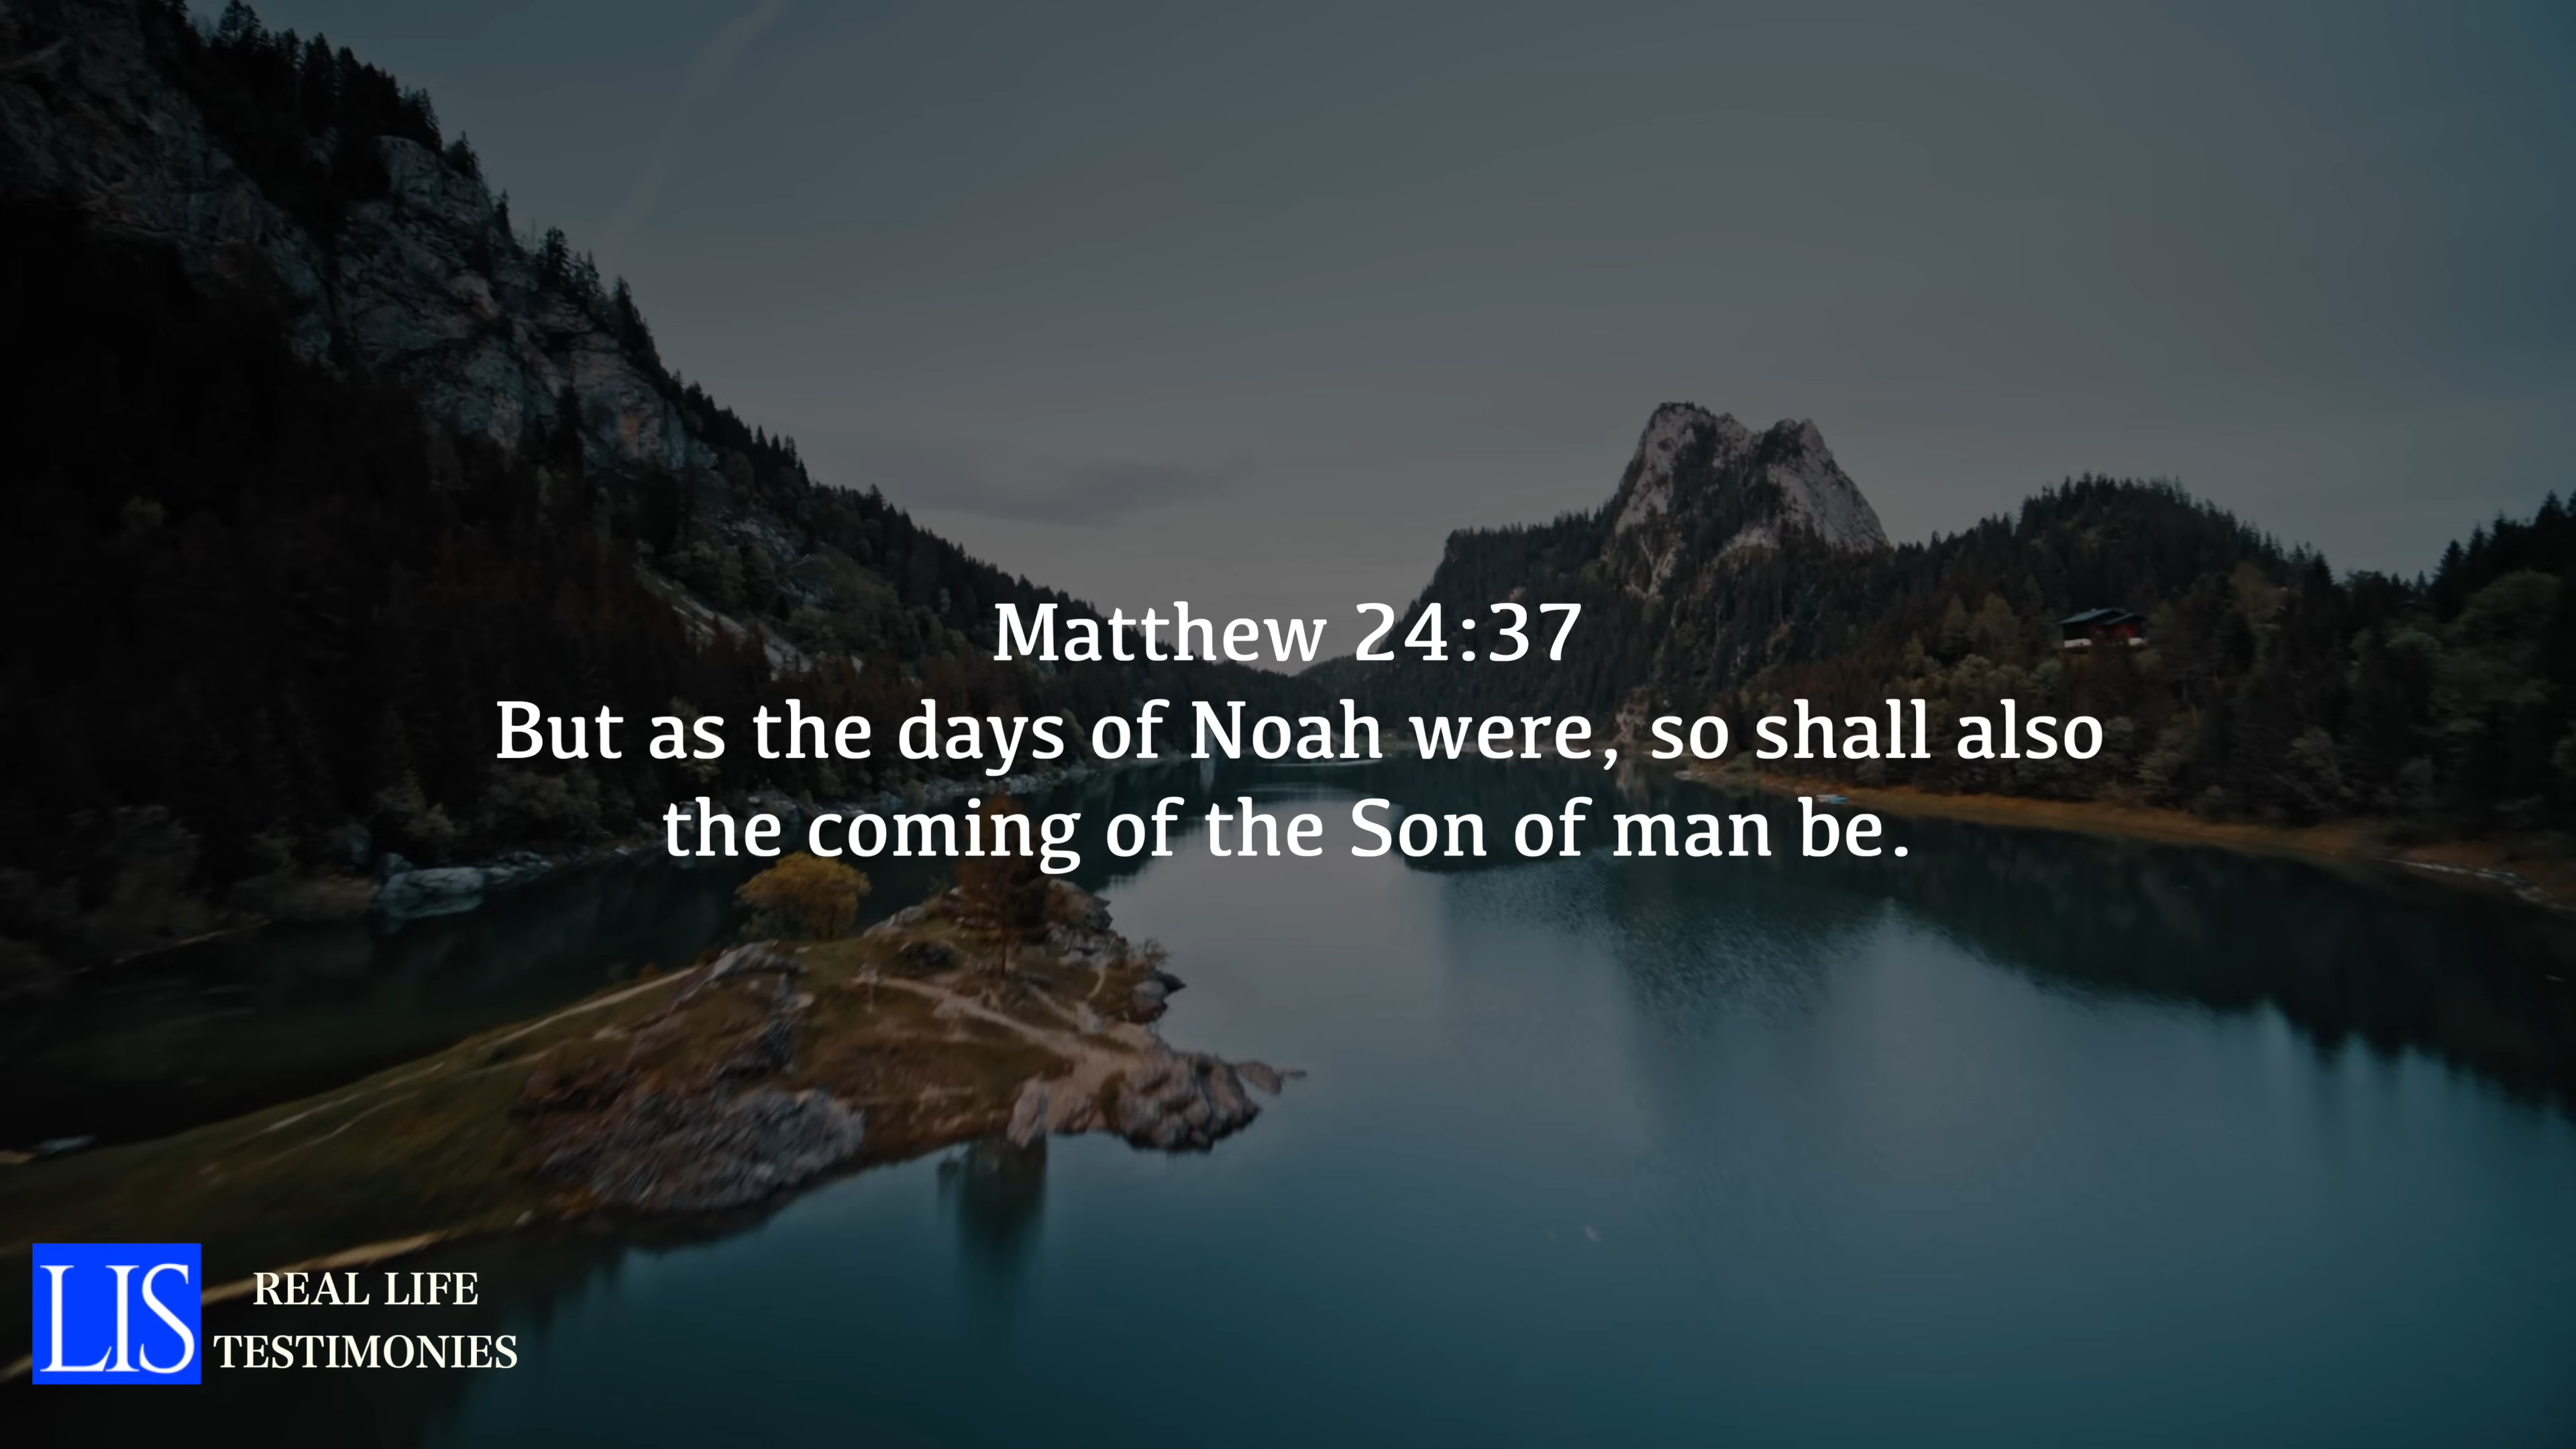 Matthew 24:37
But as the days of Noah were, so shall also
the coming of the Son of man be.
LIS
REAL LIFE
TESTIMONIES